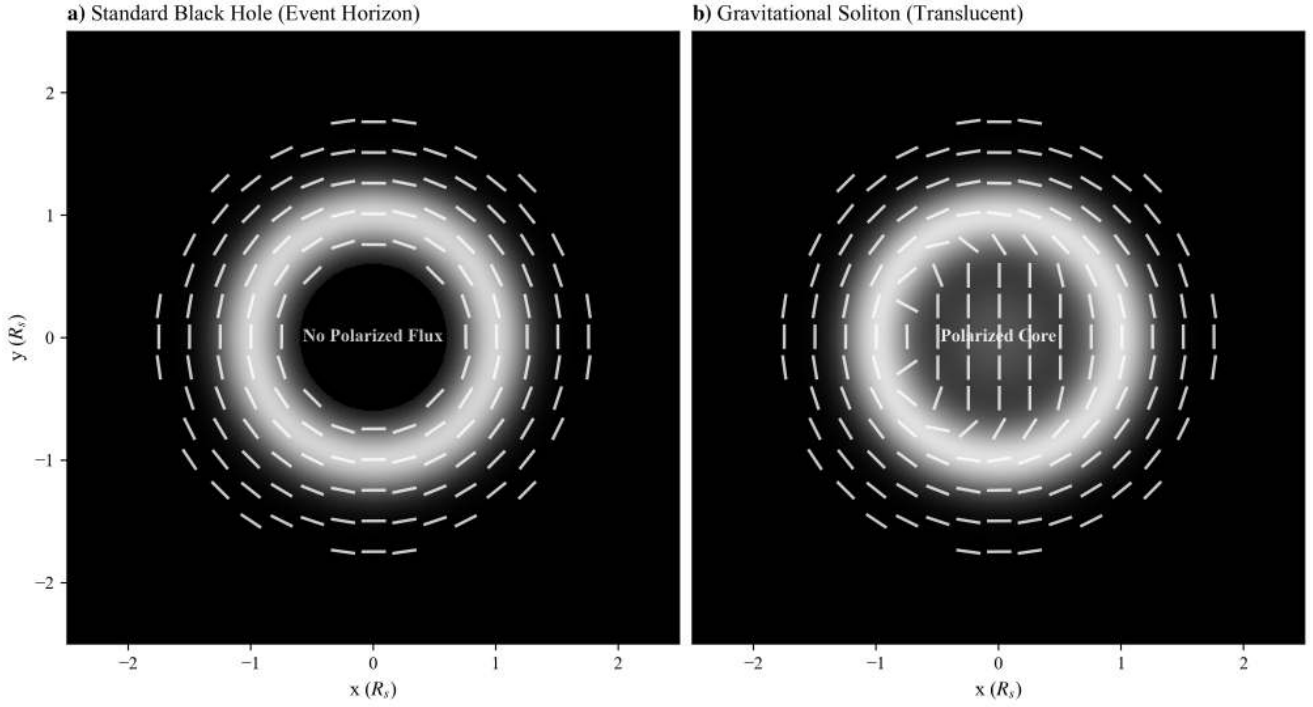 a) Standard Black Hole (Event Horizon)
b) Gravitational Soliton (Translucent)
2
1
0
−1
−2
y (Rₛ)
No Polarized Flux
Polarized Core
−2
−1
0
1
2
−2
−1
0
1
2
x (Rₛ)
x (Rₛ)